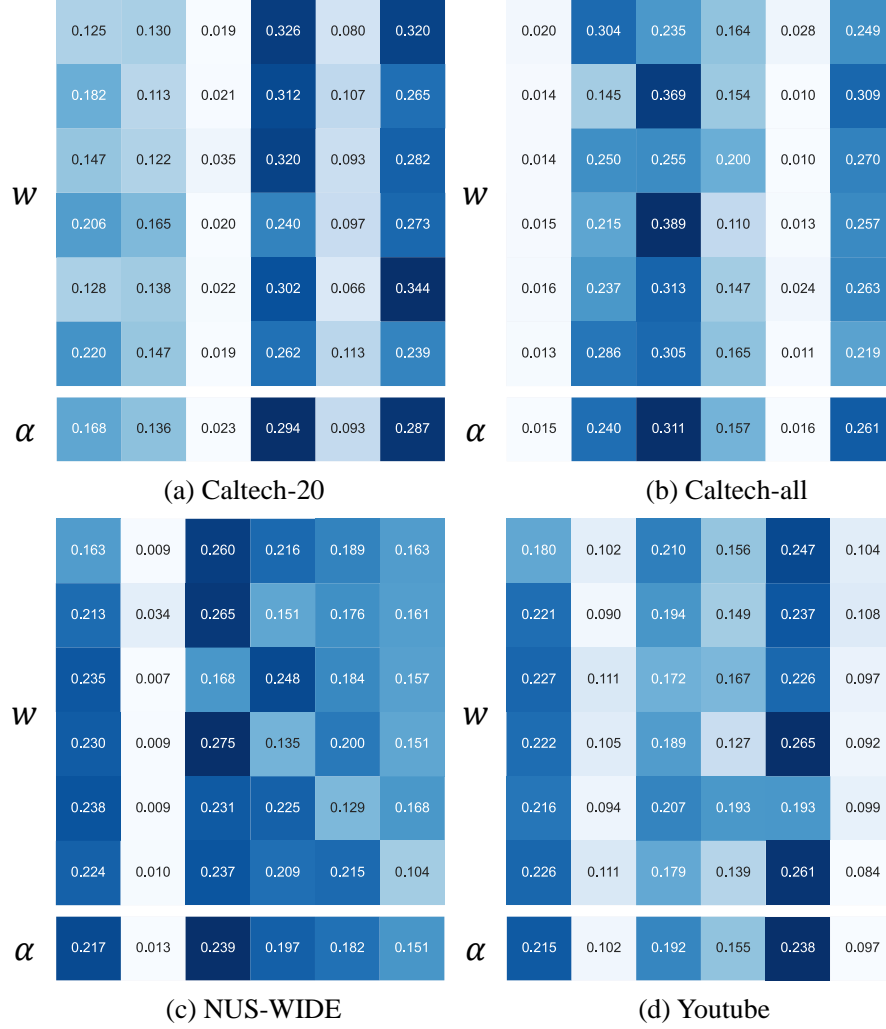 0.125 0.130 0.019 0.326 0.080 0.320
0.182 0.113 0.021 0.312 0.107 0.265
0.147 0.122 0.035 0.320 0.093 0.282
w
0.206 0.165 0.020 0.240 0.097 0.273
0.128 0.138 0.022 0.302 0.066 0.344
0.220 0.147 0.019 0.262 0.113 0.239
α 0.168 0.136 0.023 0.294 0.093 0.287
(a) Caltech-20
0.020 0.304 0.235 0.164 0.028 0.249
0.014 0.145 0.369 0.154 0.010 0.309
0.014 0.250 0.255 0.200 0.010 0.270
w
0.015 0.215 0.389 0.110 0.013 0.257
0.016 0.237 0.313 0.147 0.024 0.263
0.013 0.286 0.305 0.165 0.011 0.219
α 0.015 0.240 0.311 0.157 0.016 0.261
(b) Caltech-all
0.163 0.009 0.260 0.216 0.189 0.163
0.213 0.034 0.265 0.151 0.176 0.161
0.235 0.007 0.168 0.248 0.184 0.157
w
0.230 0.009 0.275 0.135 0.200 0.151
0.238 0.009 0.231 0.225 0.129 0.168
0.224 0.010 0.237 0.209 0.215 0.104
α 0.217 0.013 0.239 0.197 0.182 0.151
(c) NUS-WIDE
0.180 0.102 0.210 0.156 0.247 0.104
0.221 0.090 0.194 0.149 0.237 0.108
0.227 0.111 0.172 0.167 0.226 0.097
w
0.222 0.105 0.189 0.127 0.265 0.092
0.216 0.094 0.207 0.193 0.193 0.099
0.226 0.111 0.179 0.139 0.261 0.084
α 0.215 0.102 0.192 0.155 0.238 0.097
(d) Youtube